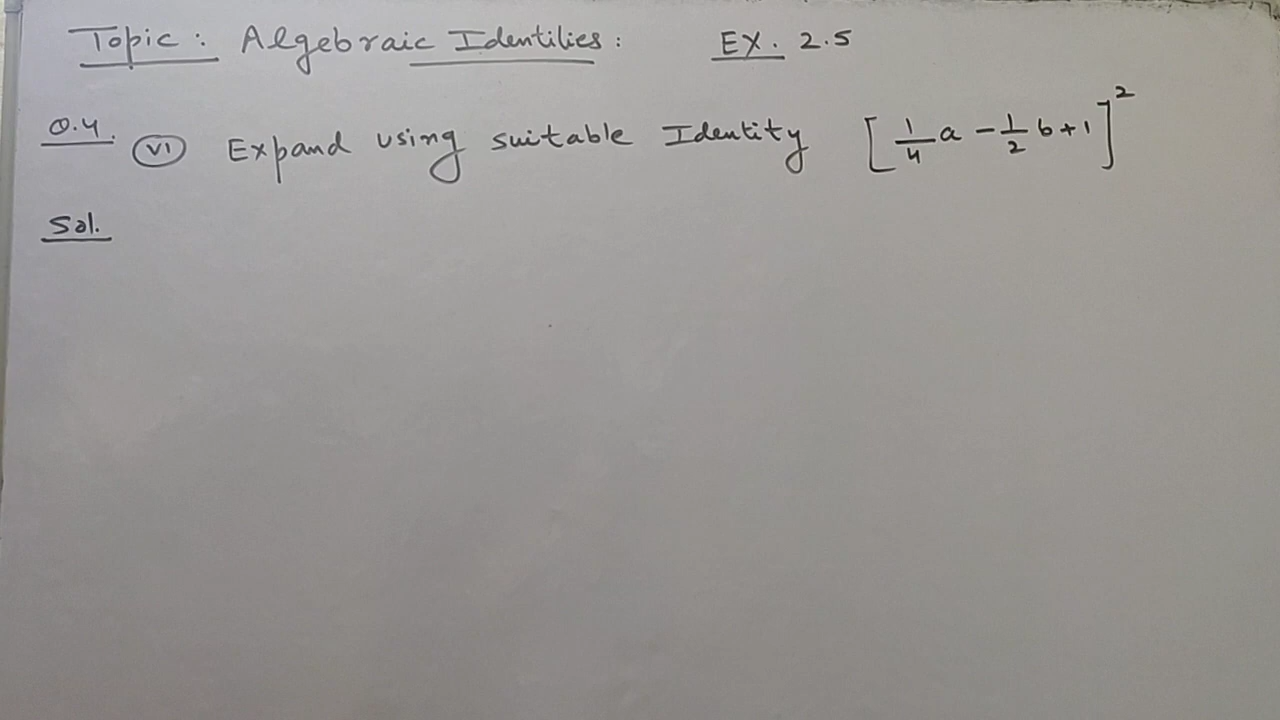 Topic: Algebraic Identities: EX. 2.5
Q.4. (VI) Expand using suitable Identity [1/4 a - 1/2 b + 1]²
Sol.